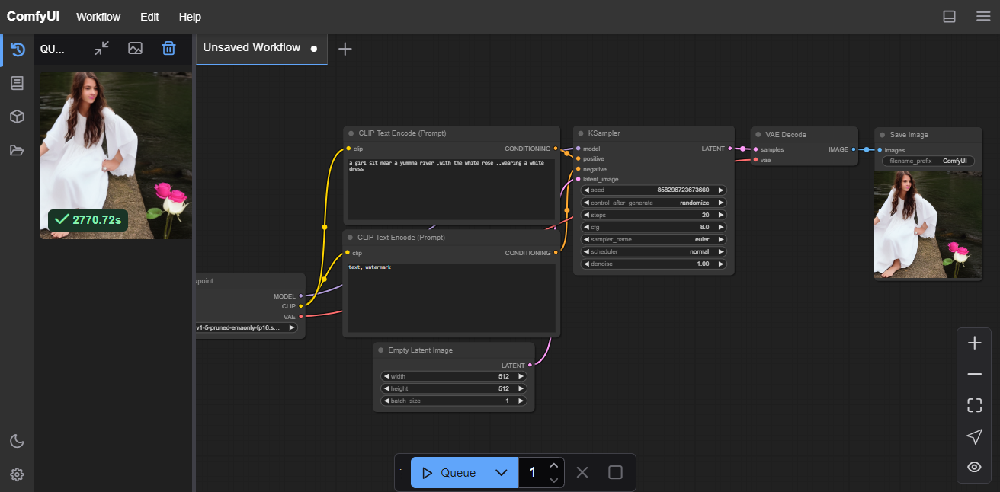 ComfyUI Workflow Edit Help
QU...
Unsaved Workflow
2770.72s
CLIP Text Encode (Prompt)
clip CONDITIONING
a girl sit near a yumnna river ,with the white rose ..wearing a white
dress
CLIP Text Encode (Prompt)
clip CONDITIONING
text, watermark
kpoint
MODEL
CLIP
VAE
v1-5-pruned-emaonly-fp16.s...
Empty Latent Image
LATENT
width 512
height 512
batch_size 1
KSampler
model LATENT
positive
negative
latent_image
seed 858296723673660
control_after_generate randomize
steps 20
cfg 8.0
sampler_name euler
scheduler normal
denoise 1.00
VAE Decode
samples IMAGE
vae
Save Image
images
filename_prefix ComfyUI
Queue 1